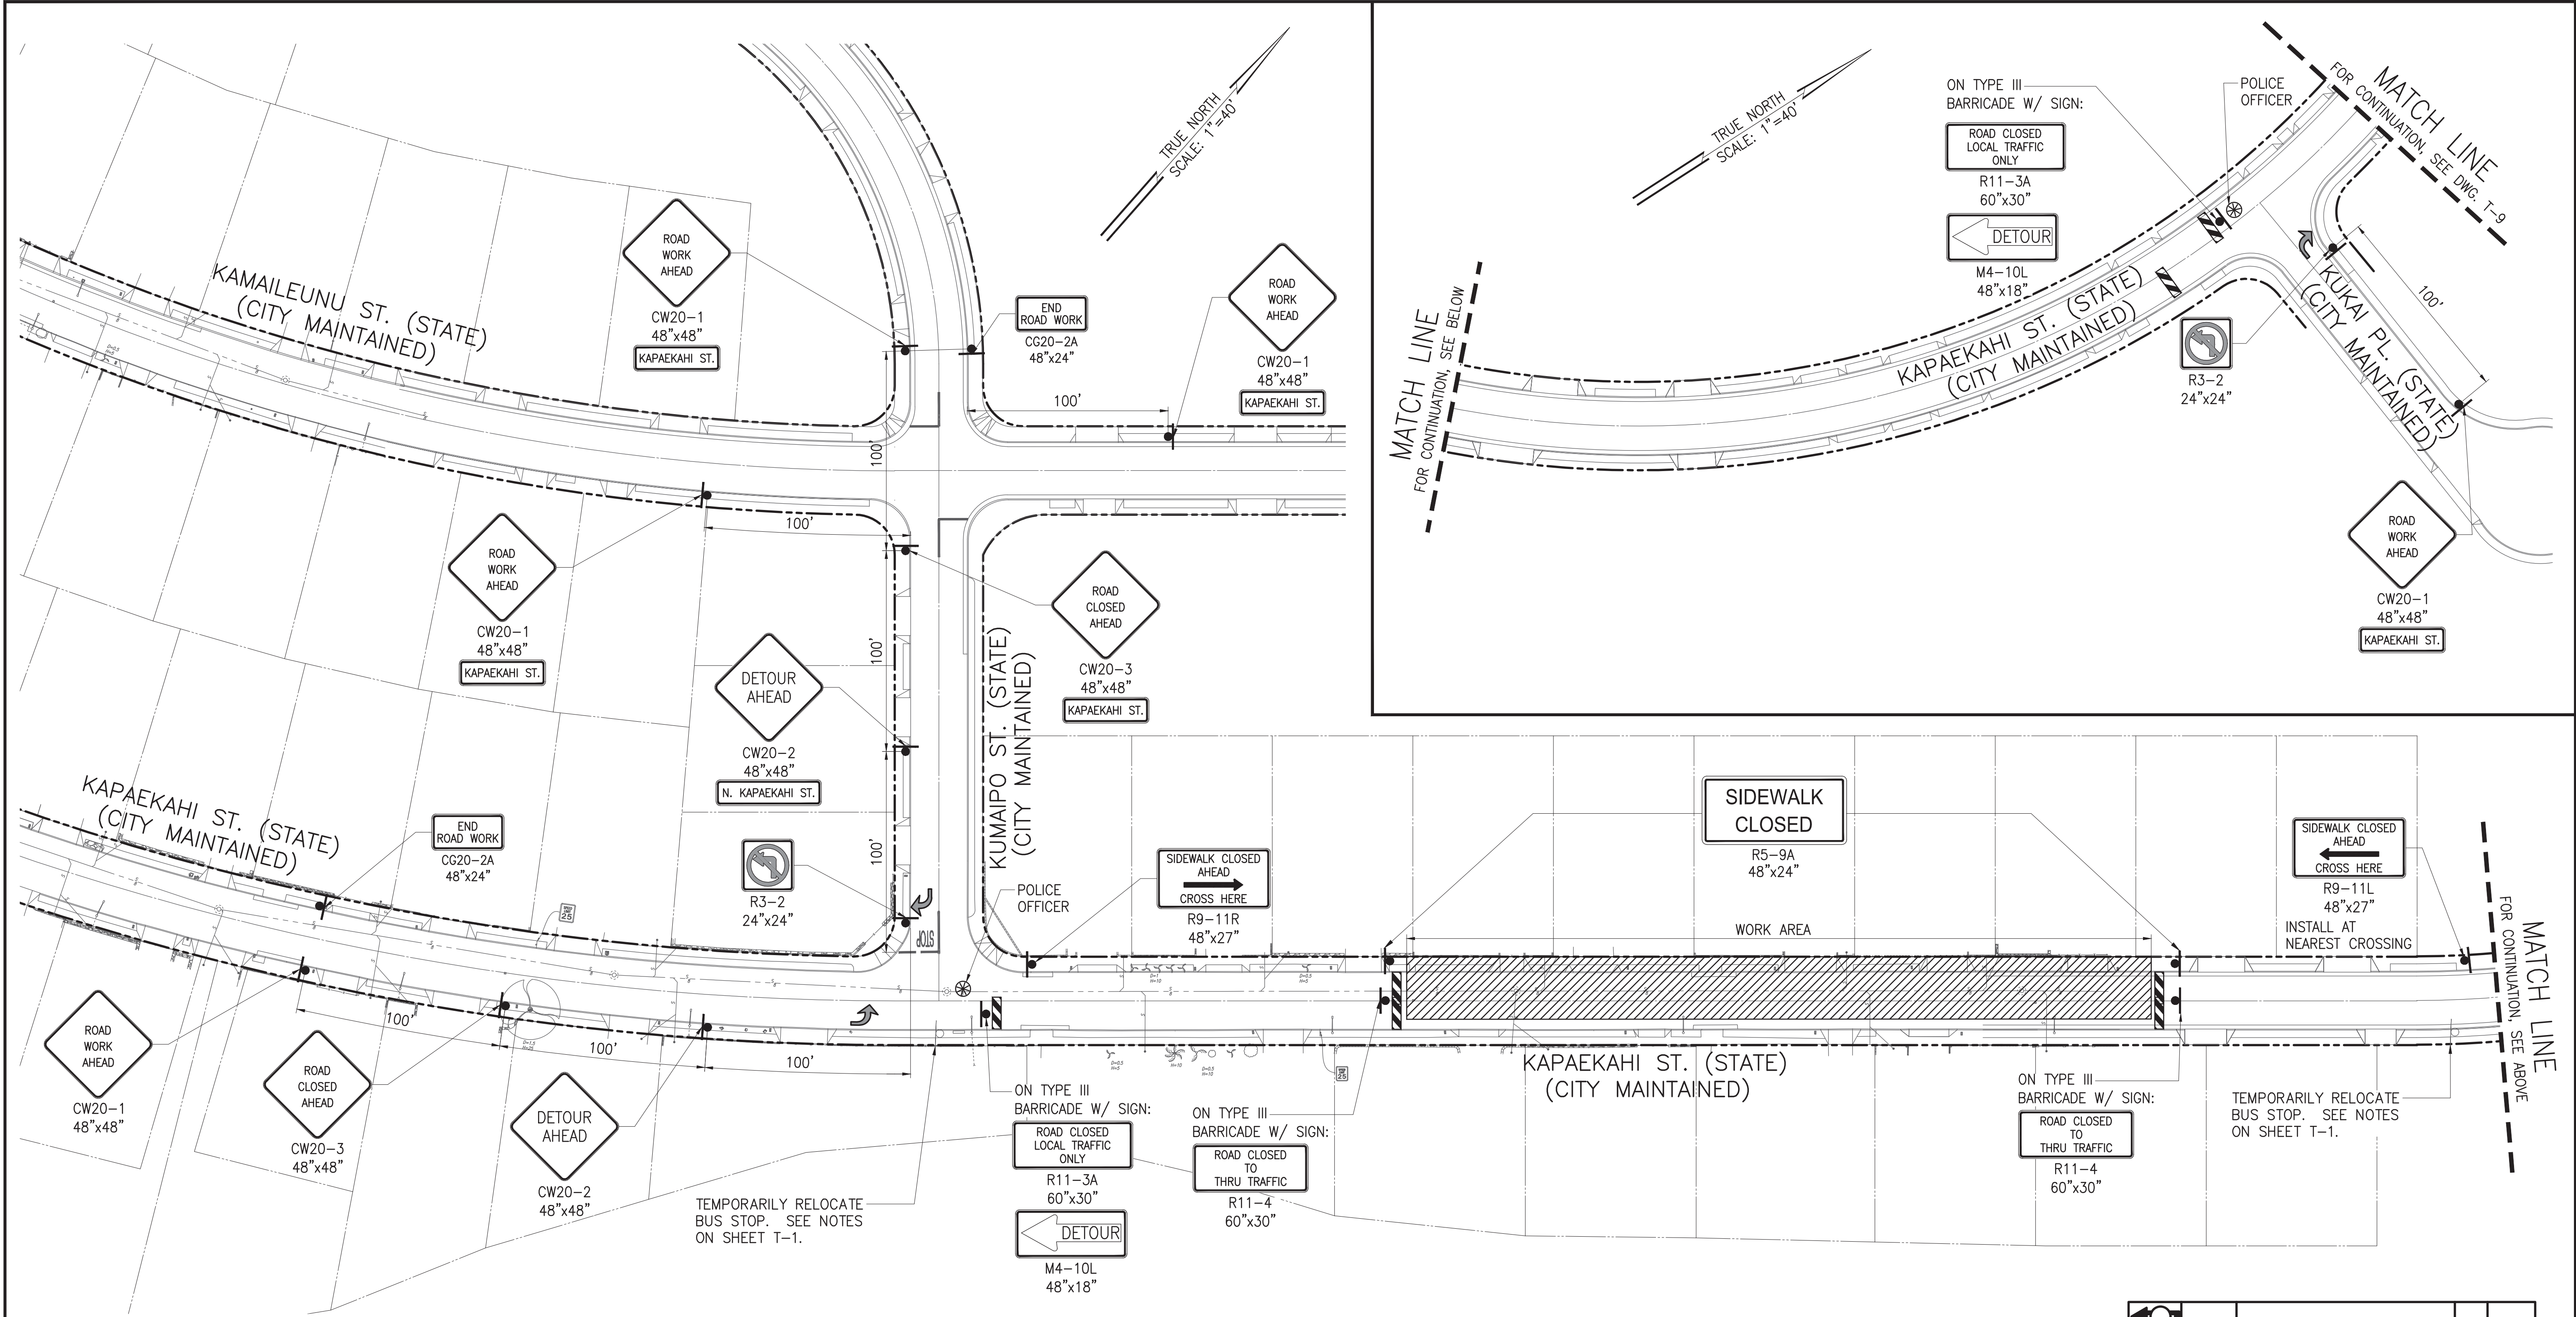 KAMAILEUNU ST. (STATE)
(CITY MAINTAINED)
ROAD
WORK
AHEAD
CW20-1
48"x48"
KAPAEKAHI ST.
END
ROAD WORK
CG20-2A
48"x24"
TRUE NORTH
SCALE: 1"=40'
ROAD
WORK
AHEAD
CW20-1
48"x48"
KAPAEKAHI ST.
100'
100'
100'
ROAD
WORK
AHEAD
CW20-1
48"x48"
KAPAEKAHI ST.
ROAD
CLOSED
AHEAD
CW20-3
48"x48"
KAPAEKAHI ST.
100'
DETOUR
AHEAD
CW20-2
48"x48"
N. KAPAEKAHI ST.
KUMAIPO ST. (STATE)
(CITY MAINTAINED)
100'
R3-2
24"x24"
STOP
TRUE NORTH
SCALE: 1"=40'
ON TYPE III
BARRICADE W/ SIGN:
ROAD CLOSED
LOCAL TRAFFIC
ONLY
R11-3A
60"x30"
DETOUR
M4-10L
48"x18"
POLICE
OFFICER
MATCH LINE
FOR CONTINUATION, SEE DWG. T-9
MATCH LINE
FOR CONTINUATION, SEE BELOW
KAPAEKAHI ST. (STATE)
(CITY MAINTAINED)
KUKAI PL. (STATE)
(CITY MAINTAINED)
100'
R3-2
24"x24"
ROAD
WORK
AHEAD
CW20-1
48"x48"
KAPAEKAHI ST.
KAPAEKAHI ST. (STATE)
(CITY MAINTAINED)
END
ROAD WORK
CG20-2A
48"x24"
25
POLICE
OFFICER
SIDEWALK CLOSED
AHEAD
CROSS HERE
R9-11R
48"x27"
SIDEWALK
CLOSED
R5-9A
48"x24"
WORK AREA
SIDEWALK CLOSED
AHEAD
CROSS HERE
R9-11L
48"x27"
INSTALL AT
NEAREST CROSSING
MATCH LINE
FOR CONTINUATION, SEE ABOVE
ROAD
WORK
AHEAD
CW20-1
48"x48"
100'
ROAD
CLOSED
AHEAD
CW20-3
48"x48"
100'
DETOUR
AHEAD
CW20-2
48"x48"
100'
TEMPORARILY RELOCATE
BUS STOP. SEE NOTES
ON SHEET T-1.
ON TYPE III
BARRICADE W/ SIGN:
ROAD CLOSED
LOCAL TRAFFIC
ONLY
R11-3A
60"x30"
DETOUR
M4-10L
48"x18"
ON TYPE III
BARRICADE W/ SIGN:
ROAD CLOSED
TO
THRU TRAFFIC
R11-4
60"x30"
25
KAPAEKAHI ST. (STATE)
(CITY MAINTAINED)
ON TYPE III
BARRICADE W/ SIGN:
ROAD CLOSED
TO
THRU TRAFFIC
R11-4
60"x30"
TEMPORARILY RELOCATE
BUS STOP. SEE NOTES
ON SHEET T-1.